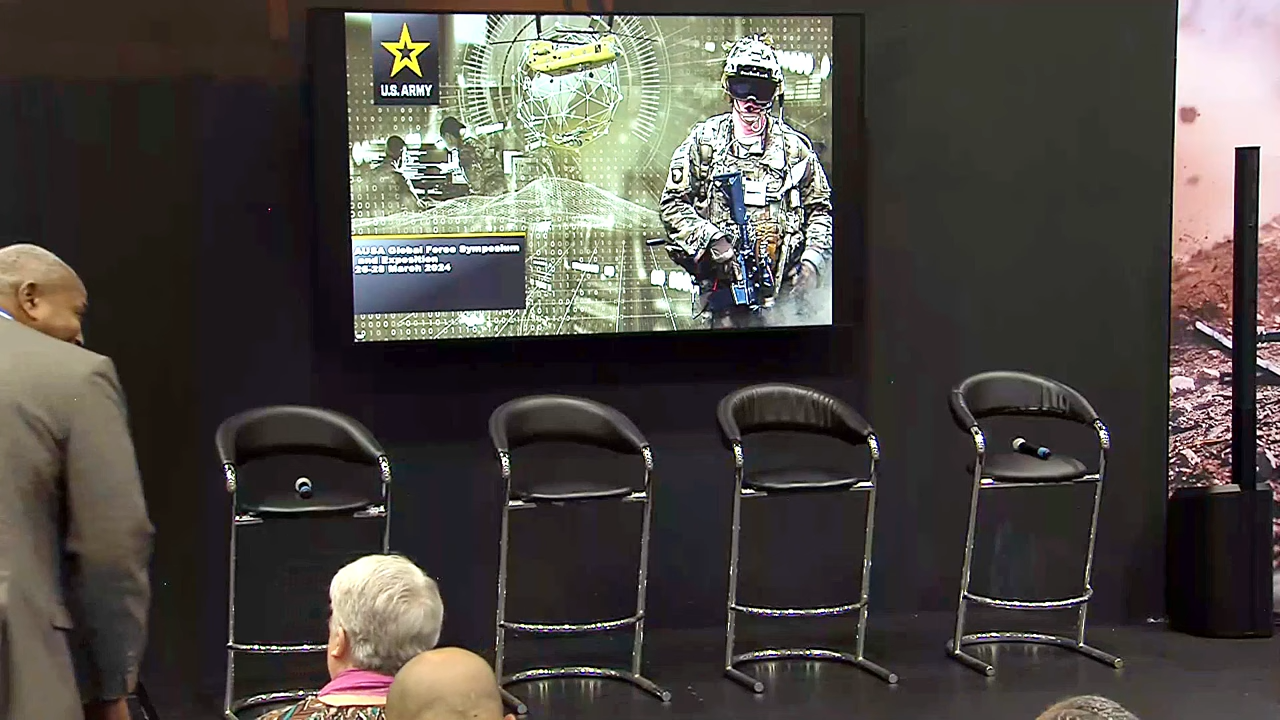 U.S. ARMY
AUSA Global Force Symposium
and Exposition
26-28 March 2024